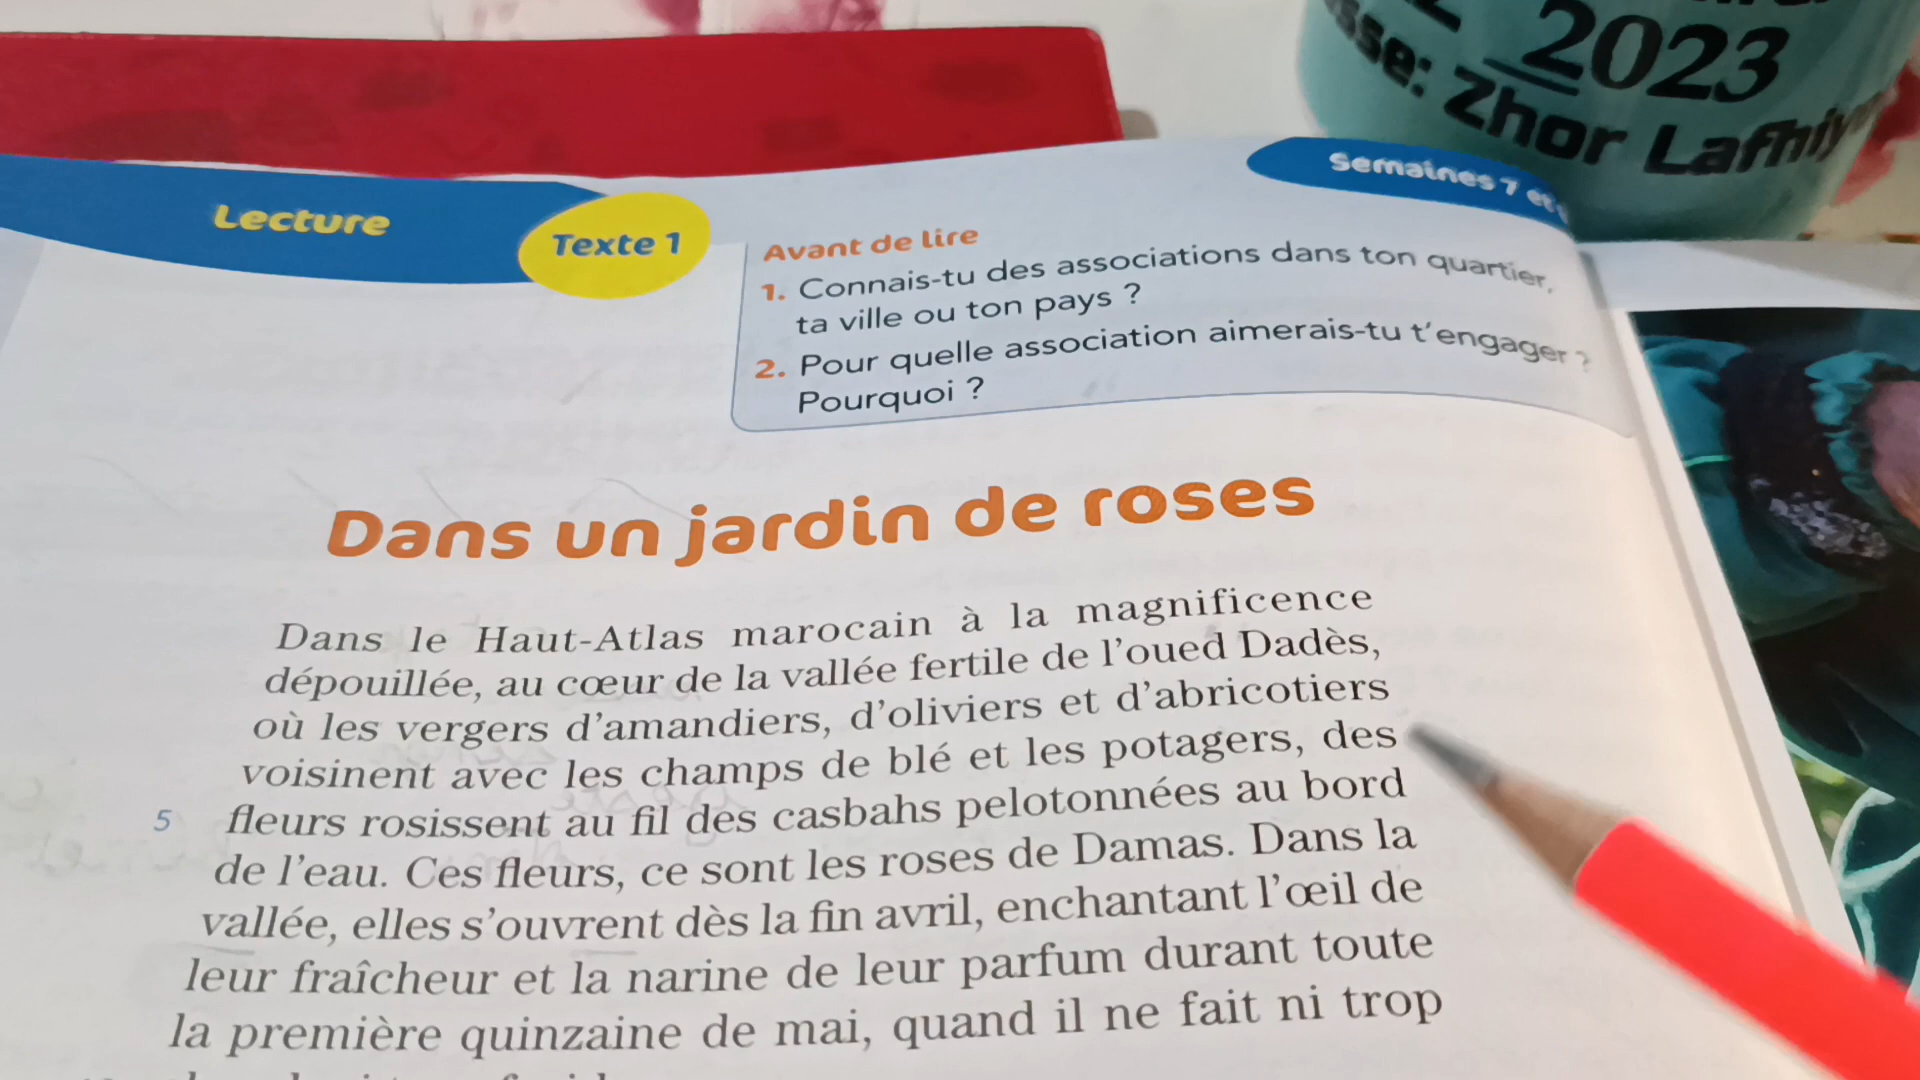 2023
sse: Zhor
Semaines 7 et
Lecture
Texte 1
Avant de lire
1. Connais-tu des associations dans ton quartier,
ta ville ou ton pays ?
2. Pour quelle association aimerais-tu t'engager ?
Pourquoi ?
Dans un jardin de roses
Dans le Haut-Atlas marocain à la magnificence
dépouillée, au cœur de la vallée fertile de l'oued Dadès,
où les vergers d'amandiers, d'oliviers et d'abricotiers
voisinent avec les champs de blé et les potagers, des
5 fleurs rosissent au fil des casbahs pelotonnées au bord
de l'eau. Ces fleurs, ce sont les roses de Damas. Dans la
vallée, elles s'ouvrent dès la fin avril, enchantant l'œil de
leur fraîcheur et la narine de leur parfum durant toute
la première quinzaine de mai, quand il ne fait ni trop